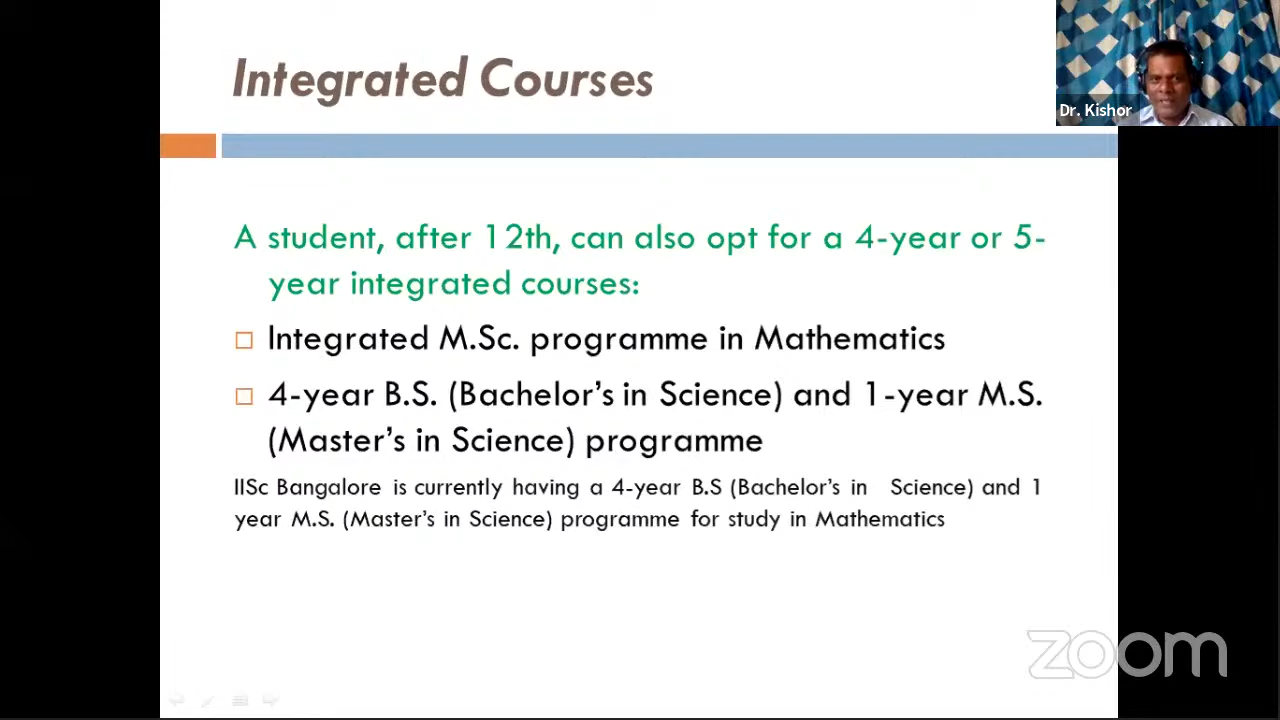 Integrated Courses
Dr. Kishor
A student, after 12th, can also opt for a 4-year or 5-
year integrated courses:
Integrated M.Sc. programme in Mathematics
4-year B.S. (Bachelor's in Science) and 1-year M.S.
(Master's in Science) programme
IISc Bangalore is currently having a 4-year B.S (Bachelor's in Science) and 1
year M.S. (Master's in Science) programme for study in Mathematics
zoom